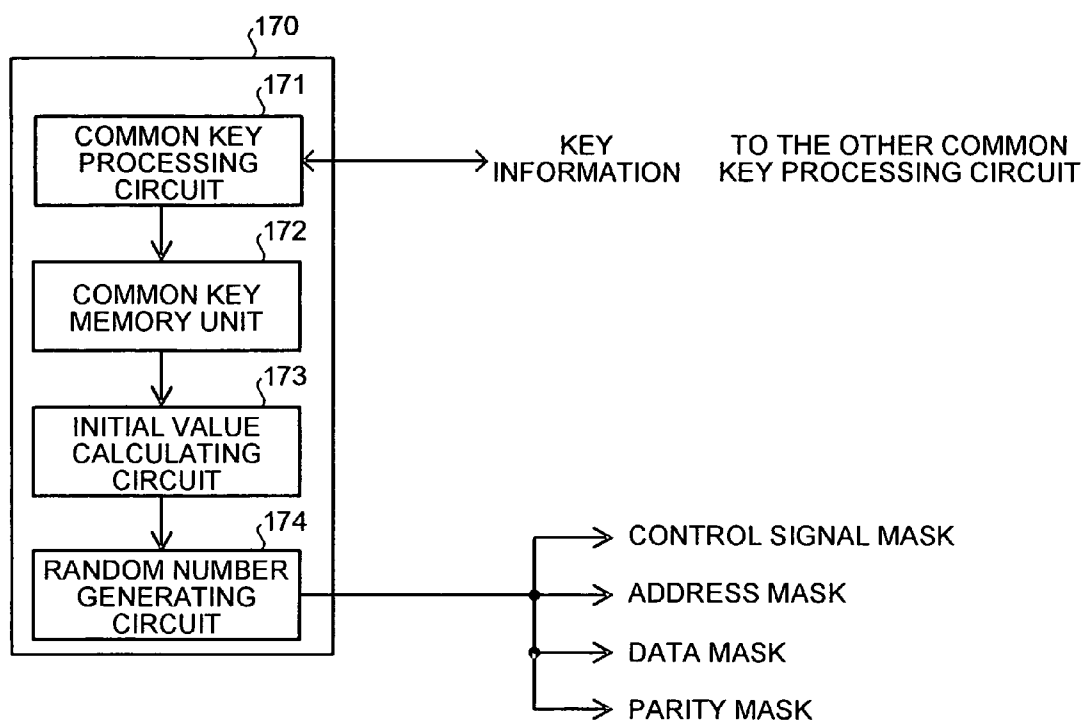 170
171
COMMON KEY
PROCESSING
CIRCUIT
KEY
INFORMATION
TO THE OTHER COMMON
KEY PROCESSING CIRCUIT
172
COMMON KEY
MEMORY UNIT
173
INITIAL VALUE
CALCULATING
CIRCUIT
174
RANDOM NUMBER
GENERATING
CIRCUIT
CONTROL SIGNAL MASK
ADDRESS MASK
DATA MASK
PARITY MASK